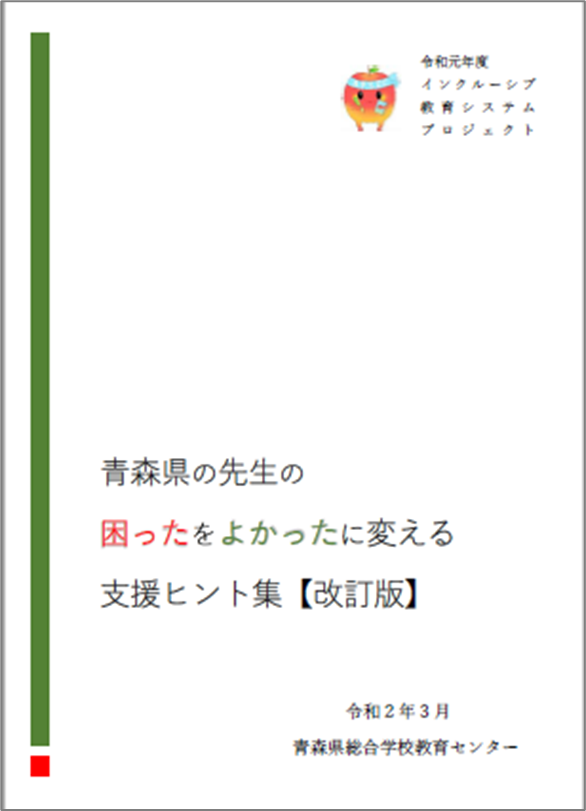 令和元年度
インクルーシブ
教育システム
プロジェクト
青森県の先生の
困ったをよかったに変える
支援ヒント集【改訂版】
令和２年３月
青森県総合学校教育センター